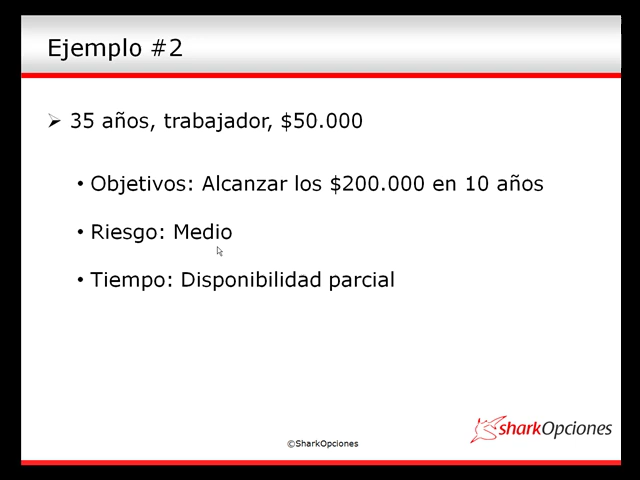 Ejemplo #2
➢ 35 años, trabajador, $50.000
• Objetivos: Alcanzar los $200.000 en 10 años
• Riesgo: Medio
• Tiempo: Disponibilidad parcial
©SharkOpciones
sharkOpciones